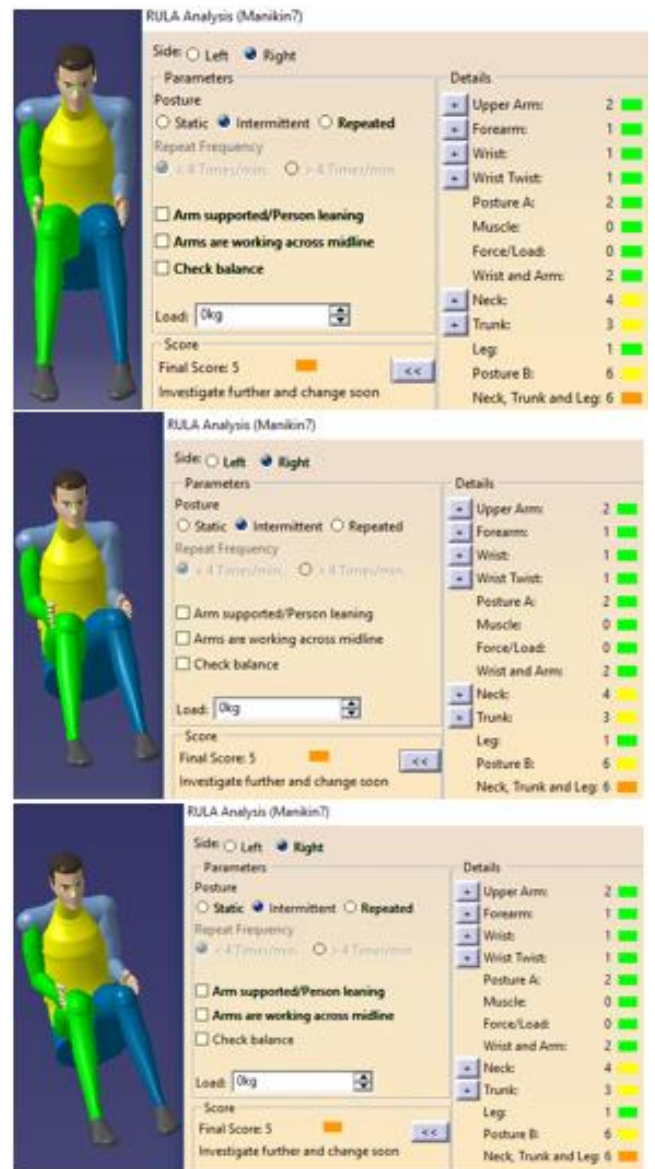 RULA Analysis (Manikin7)
Side: Left Right
Parameters
Posture
Static Intermittent Repeated
Repeat Frequency
< 4 Times/min. > 4 Times/min.
Arm supported/Person leaning
Arms are working across midline
Check balance
Load: 0kg
Score
Final Score: 5
<<
Investigate further and change soon
Details
+ Upper Arm: 2
+ Forearm: 1
+ Wrist: 1
+ Wrist Twist: 1
Posture A: 2
Muscle: 0
Force/Load: 0
Wrist and Arm: 2
+ Neck: 4
+ Trunk: 3
Leg: 1
Posture B: 6
Neck, Trunk and Leg: 6
RULA Analysis (Manikin7)
Side: Left Right
Parameters
Posture
Static Intermittent Repeated
Repeat Frequency
< 4 Times/min. > 4 Times/min.
Arm supported/Person leaning
Arms are working across midline
Check balance
Load: 0kg
Score
Final Score: 5
<<
Investigate further and change soon
Details
+ Upper Arm: 2
+ Forearm: 1
+ Wrist: 1
+ Wrist Twist: 1
Posture A: 2
Muscle: 0
Force/Load: 0
Wrist and Arm: 2
+ Neck: 4
+ Trunk: 3
Leg: 1
Posture B: 6
Neck, Trunk and Leg: 6
RULA Analysis (Manikin7)
Side: Left Right
Parameters
Posture
Static Intermittent Repeated
Repeat Frequency
< 4 Times/min. > 4 Times/min.
Arm supported/Person leaning
Arms are working across midline
Check balance
Load: 0kg
Score
Final Score: 5
<<
Investigate further and change soon
Details
+ Upper Arm: 2
+ Forearm: 1
+ Wrist: 1
+ Wrist Twist: 1
Posture A: 2
Muscle: 0
Force/Load: 0
Wrist and Arm: 2
+ Neck: 4
+ Trunk: 3
Leg: 1
Posture B: 6
Neck, Trunk and Leg: 6